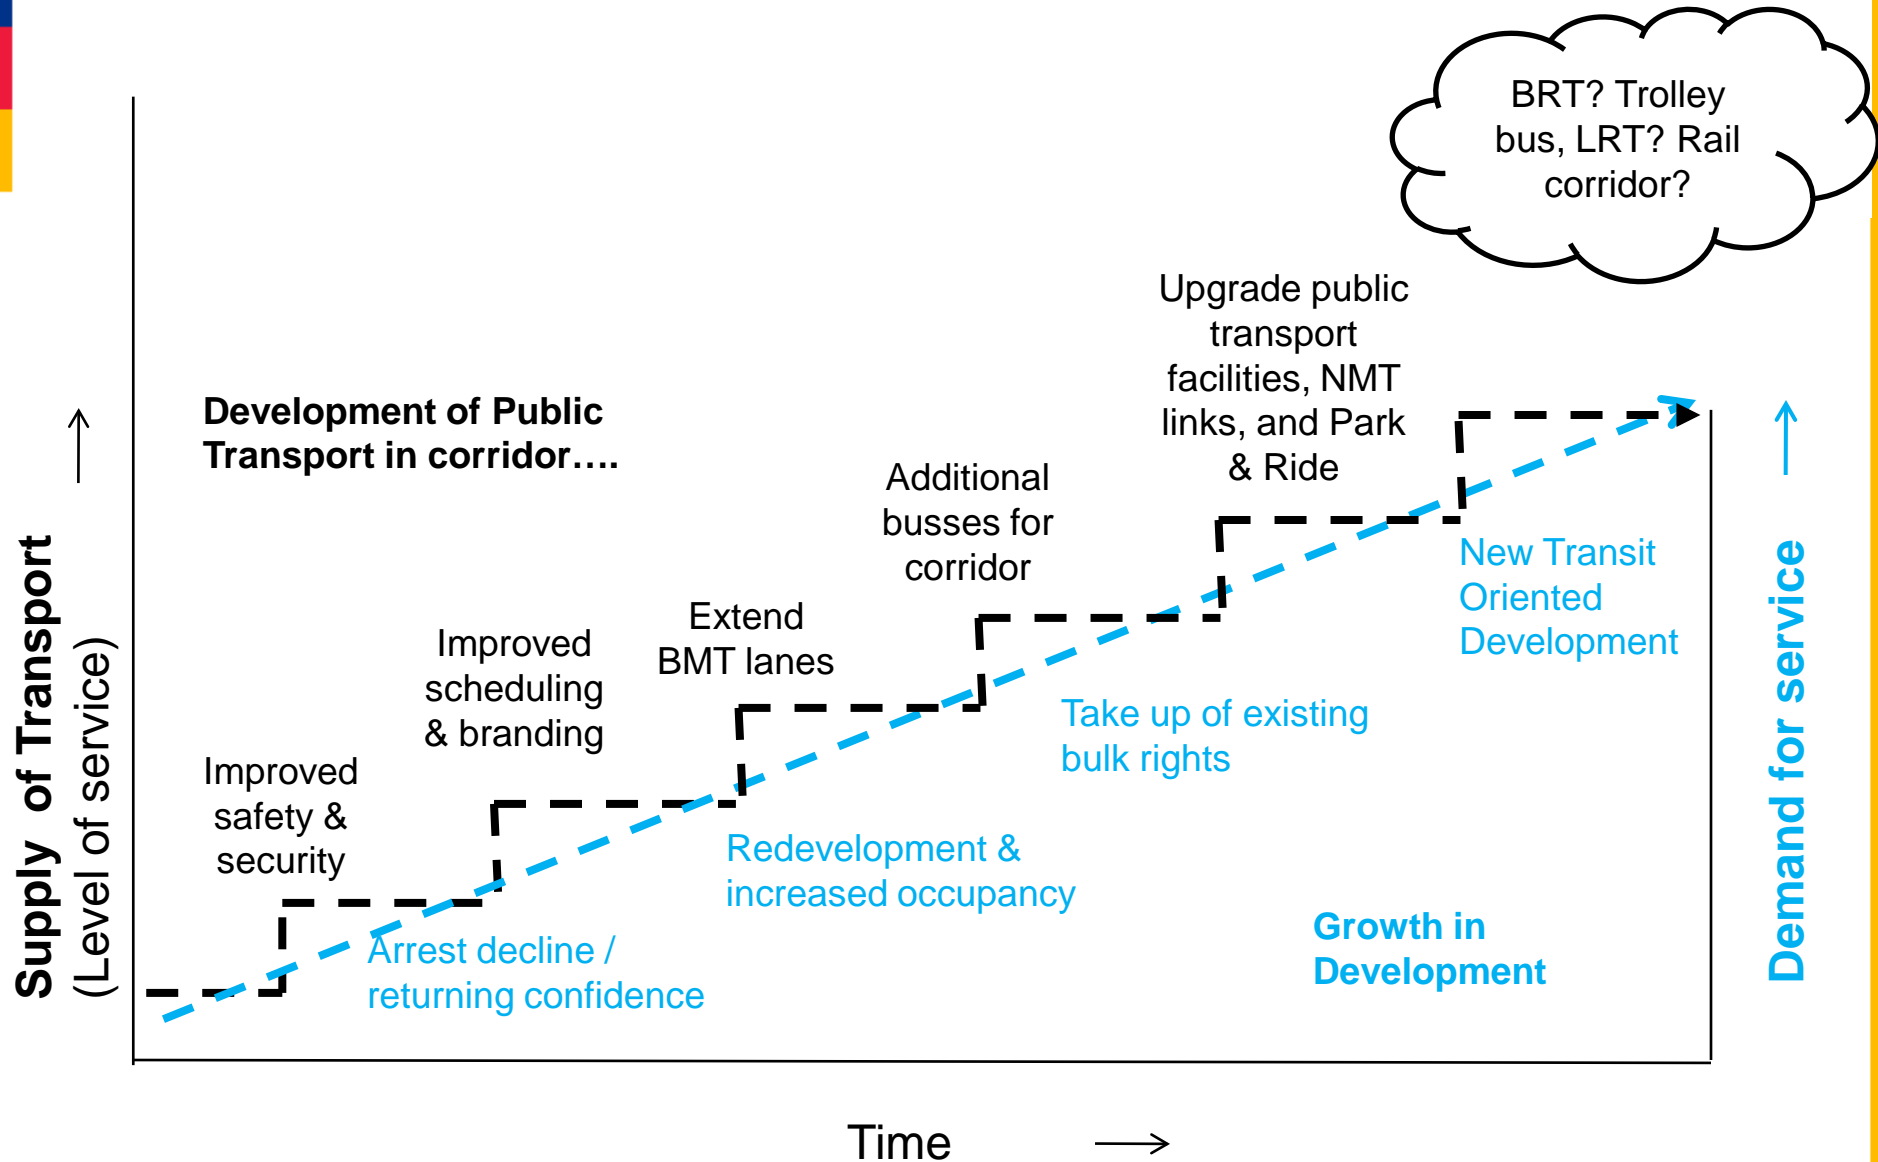 BRT? Trolley
bus, LRT? Rail
corridor?
Upgrade public
transport
facilities, NMT
links, and Park
& Ride
Development of Public
Transport in corridor....
Additional
busses for
corridor
Extend
BMT lanes
Improved
scheduling
& branding
Improved
safety &
security
New Transit
Oriented
Development
Take up of existing
bulk rights
Redevelopment &
increased occupancy
Arrest decline /
returning confidence
Growth in
Development
Supply of Transport
(Level of service)
Demand for service
Time